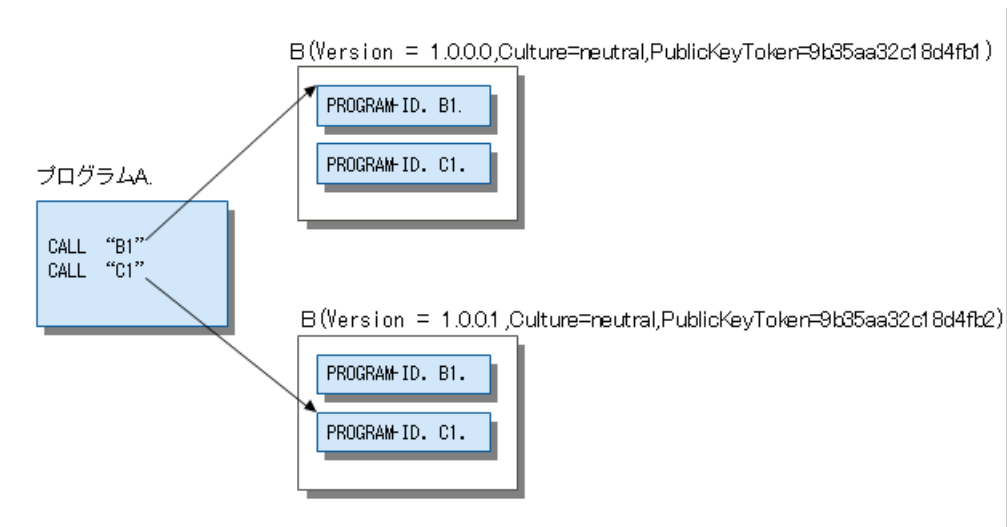 B(Version = 1.0.0.0,Culture=neutral,PublicKeyToken=9b35aa32c18d4fb1)
PROGRAM-ID. B1.
PROGRAM-ID. C1.
プログラムA.
CALL “B1”
CALL “C1”
B(Version = 1.0.0.1,Culture=neutral,PublicKeyToken=9b35aa32c18d4fb2)
PROGRAM-ID. B1.
PROGRAM-ID. C1.